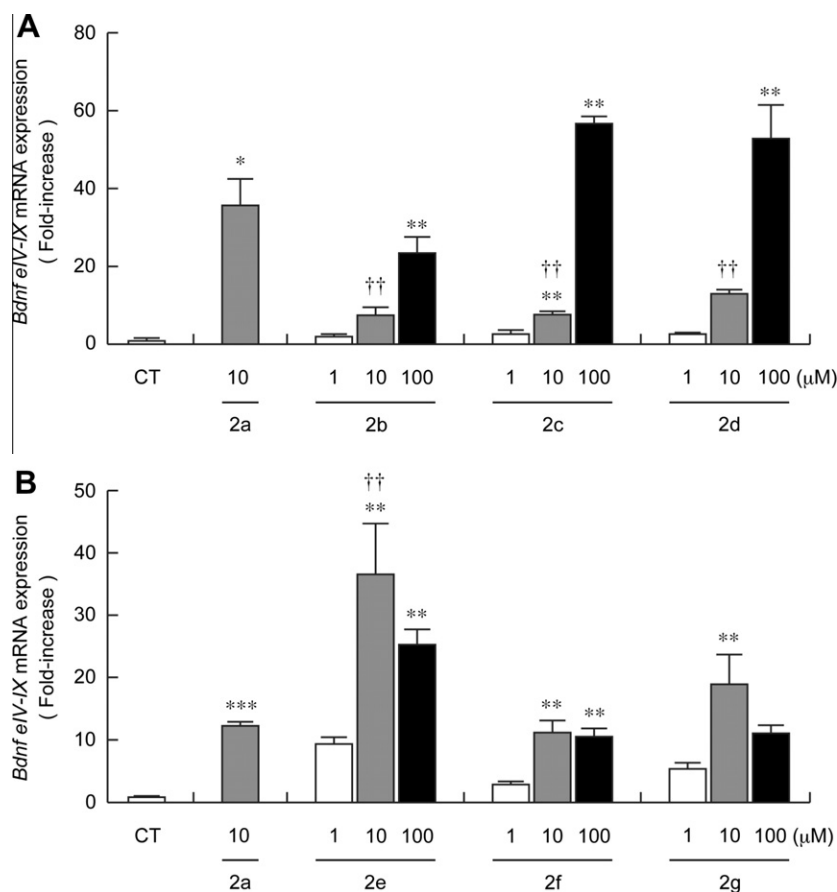 A
Bdnf eIV-IX mRNA expression
( Fold-increase )
80
60
40
20
0
*
††
**
††
**
**
††
**
CT 10 1 10 100 1 10 100 1 10 100 (μM)
2a 2b 2c 2d
B
Bdnf eIV-IX mRNA expression
( Fold-increase )
50
40
30
20
10
0
***
††
**
**
**
**
**
CT 10 1 10 100 1 10 100 1 10 100 (μM)
2a 2e 2f 2g